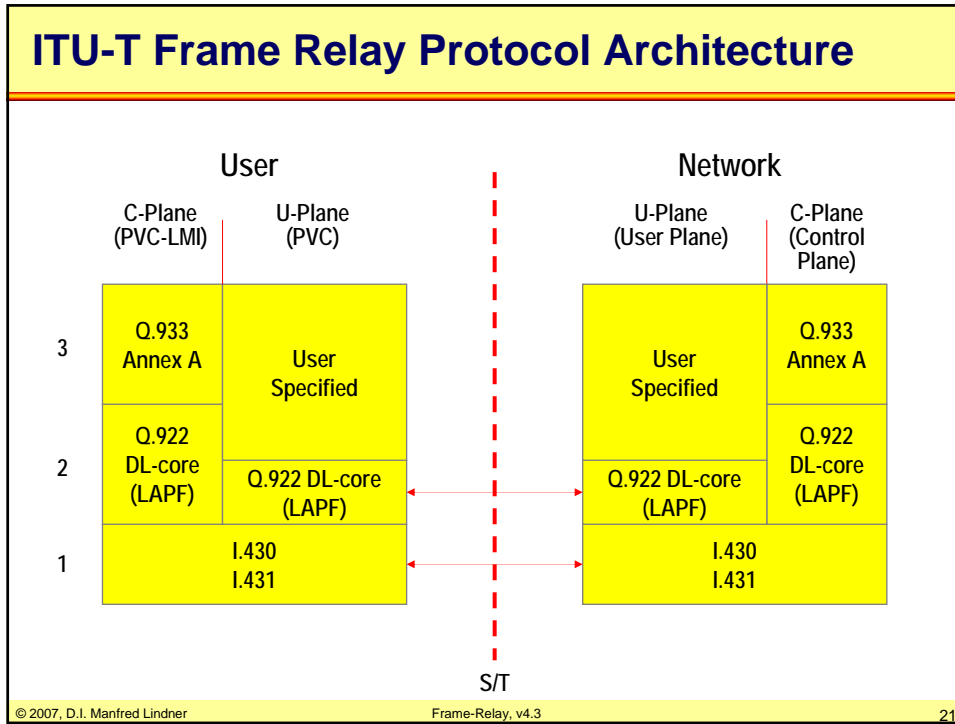 ITU-T Frame Relay Protocol Architecture
User
Network
C-Plane
(PVC-LMI)
U-Plane
(PVC)
U-Plane
(User Plane)
C-Plane
(Control
Plane)
3
Q.933
Annex A
User
Specified
User
Specified
Q.933
Annex A
2
Q.922
DL-core
(LAPF)
Q.922 DL-core
(LAPF)
Q.922 DL-core
(LAPF)
Q.922
DL-core
(LAPF)
1
I.430
I.431
I.430
I.431
S/T
© 2007, D.I. Manfred Lindner
Frame-Relay, v4.3
21